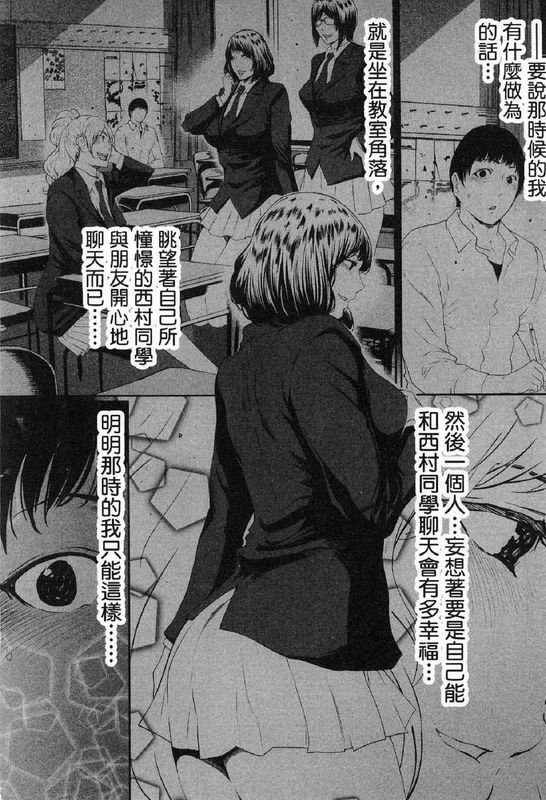 ──要說那時候的我
有什麼做為
的話…
就是坐在教室角落，
眺望著自己所
憧憬的西村同學
與朋友開心地
聊天而已……
然後一個人…妄想著要是自己能
和西村同學聊天會有多幸福…
明明那時的我只能這樣……